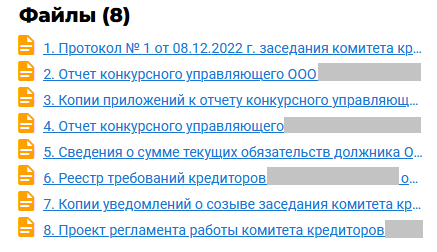 Файлы (8)
1. Протокол № 1 от 08.12.2022 г. заседания комитета кр...
2. Отчет конкурсного управляющего ООО
3. Копии приложений к отчету конкурсного управляющ...
4. Отчет конкурсного управляющего
5. Сведения о сумме текущих обязательств должника О...
6. Реестр требований кредиторов о...
7. Копии уведомлений о созыве заседания комитета кр...
8. Проект регламента работы комитета кредиторов